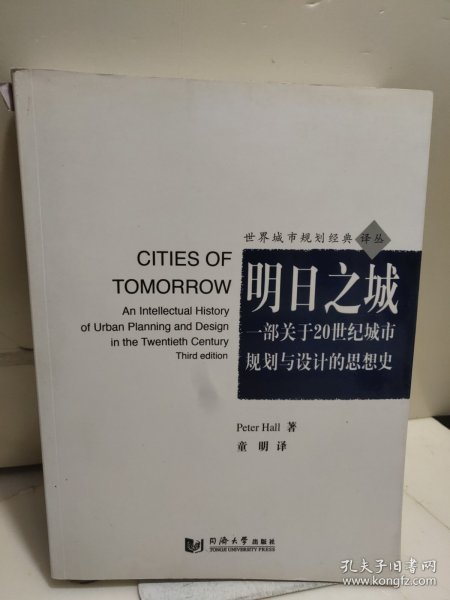 世界城市规划经典译丛
CITIES OF
TOMORROW
An Intellectual History
of Urban Planning and Design
in the Twentieth Century
Third edition
明日之城
一部关于20世纪城市
规划与设计的思想史
Peter Hall 著
童 明 译
同济大学出版社
TONGJI UNIVERSITY PRESS
孔夫子旧书网
www.kongfz.com